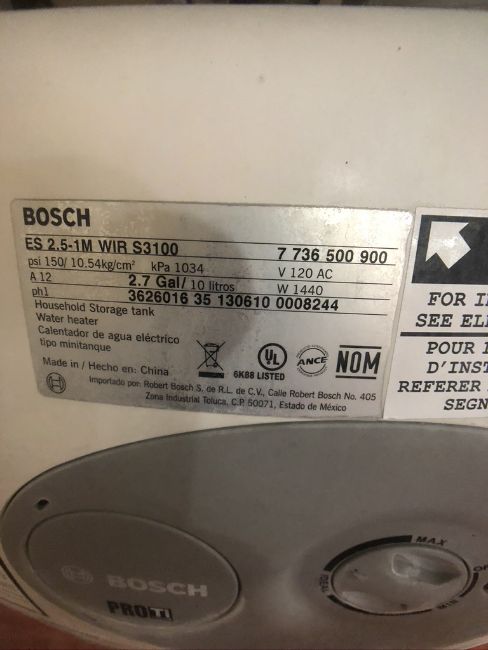 BOSCH
ES 2.5-1M WIR S3100 7 736 500 900
psi 150/ 10.54kg/cm² kPa 1034 V 120 AC
A 12 2.7 Gal/ 10 litros W 1440
ph1 3626016 35 130610 0008244
Household Storage tank
Water heater
Calentador de agua eléctrico
tipo minitanque
UL
ANCE
NOM
6K88 LISTED
Made in / Hecho en: China
Importado por: Robert Bosch S. de R.L. de C.V., Calle Robert Bosch No. 405
Zona Industrial Toluca, C.P. 50071, Estado de México
FOR I
SEE EL
POUR
D'INST
REFERER
SEGN
BOSCH
PRO
MAX
MIN